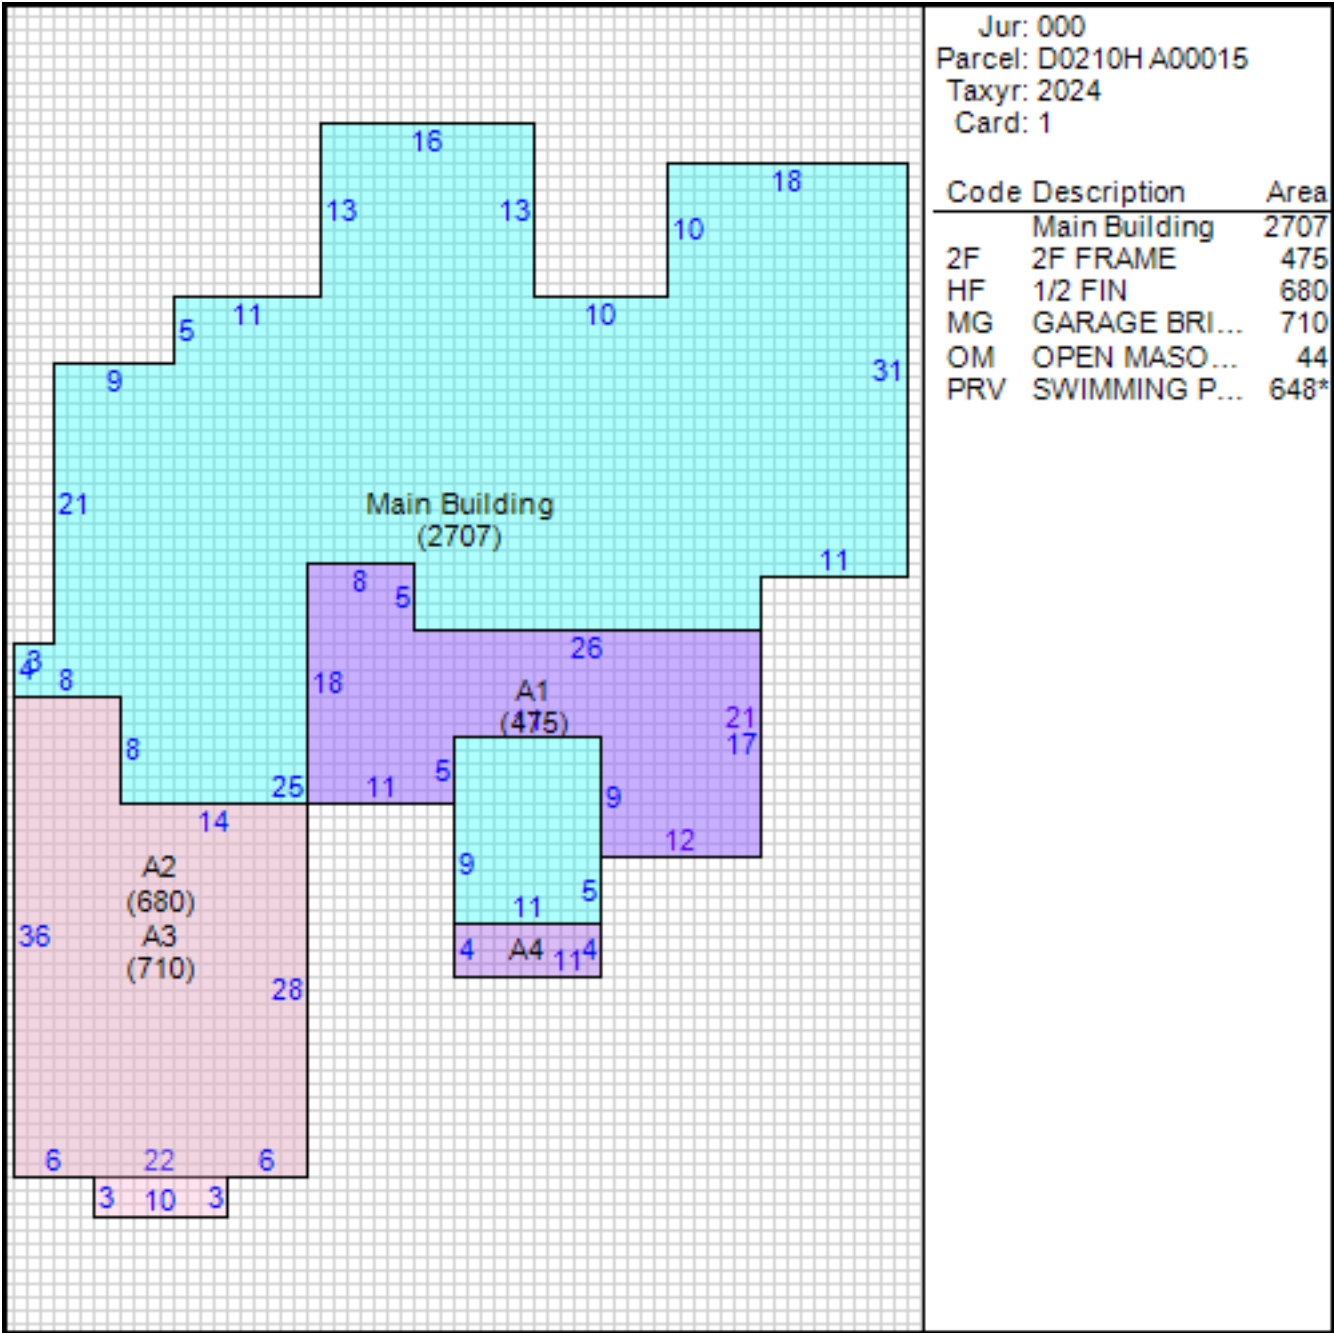 Jur: 000
Parcel: D0210H A00015
Taxyr: 2024
Card: 1
Code Description Area
Main Building 2707
2F 2F FRAME 475
HF 1/2 FIN 680
MG GARAGE BRI... 710
OM OPEN MASO... 44
PRV SWIMMING P... 648*
16
18
13 13
10
11 10
5
9 31
21
Main Building
(2707)
11
8 5
26
4 3
8
18
A1
(475)
21
17
8
5
25 11
9
14
12
A2
(680)
9
5
11
36
A3
(710)
4 A4 11 4
28
6 22 6
3 10 3